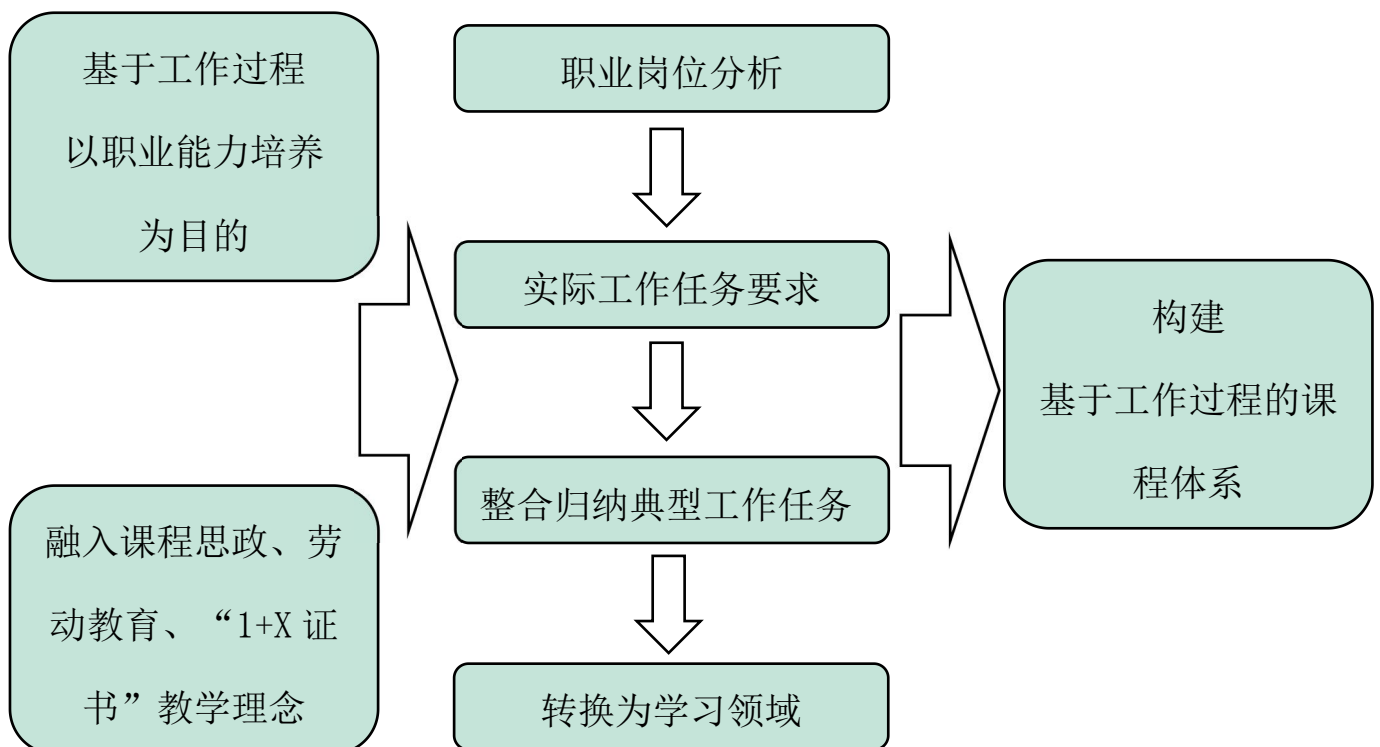 基于工作过程
以职业能力培养
为目的
融入课程思政、劳
动教育、“1+X 证
书”教学理念
职业岗位分析
实际工作任务要求
整合归纳典型工作任务
转换为学习领域
构建
基于工作过程的课
程体系